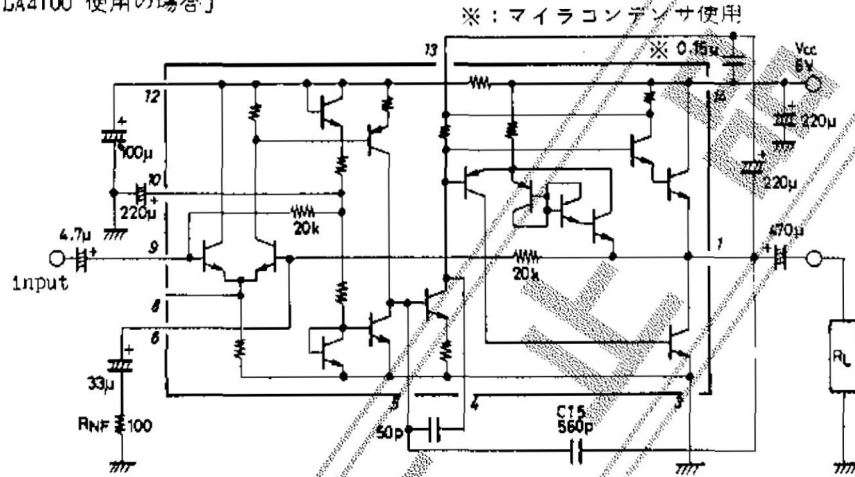 LA4100 使用の場合〕
※：マイラコンデンサ使用
13
※ 0.15μ
Vcc
6V
12
14
100μ
220μ
10
220μ
20k
220μ
4.7μ
9
1
470μ
20k
input
8
6
RL
33μ
5
4
3
CT5
560p
50p
RNF
100